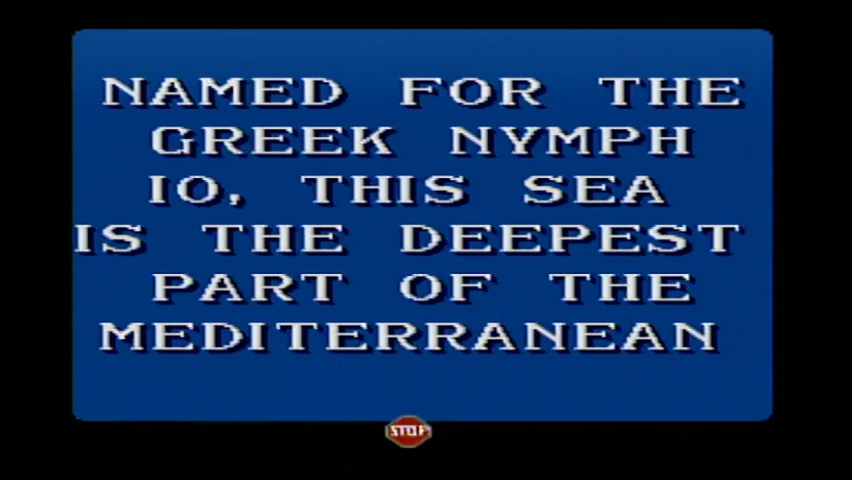 NAMED FOR THE
GREEK NYMPH
IO, THIS SEA
IS THE DEEPEST
PART OF THE
MEDITERRANEAN
STOP